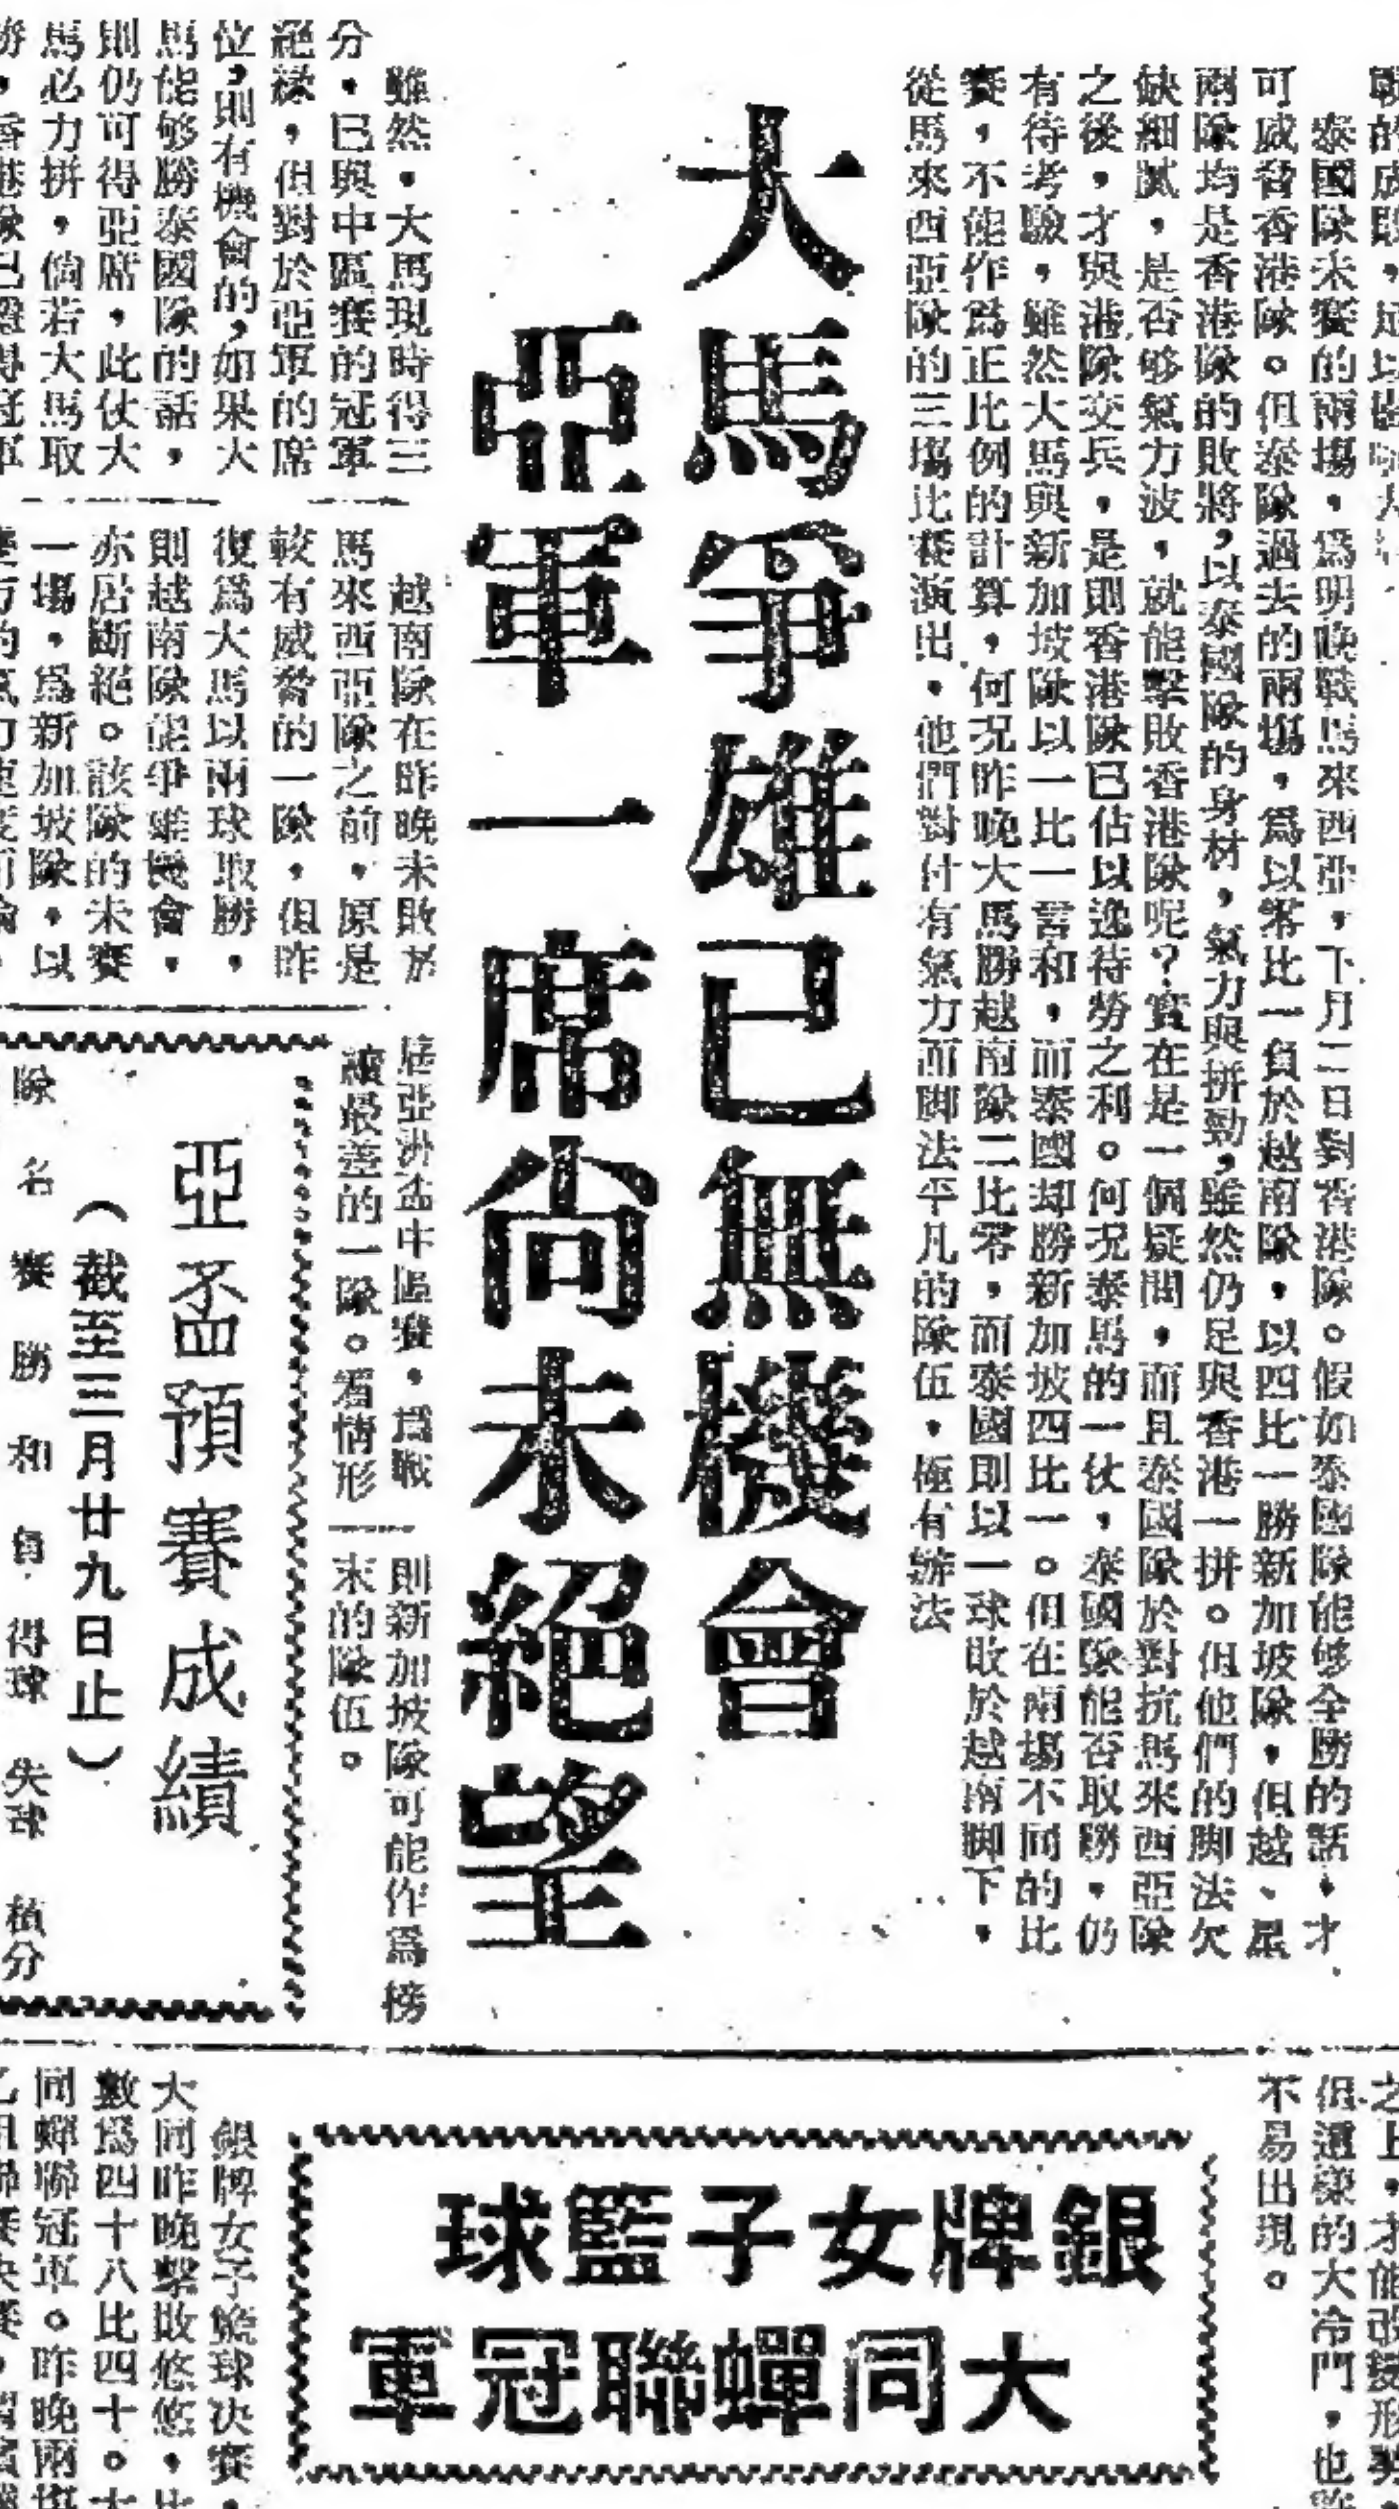 泰國隊未賽的兩場，為明晚戰馬來西亞，下月二日對香港隊。假如泰國隊能够全勝的話，才
可威脅香港隊。但泰隊過去的兩場，為以零比一負於越南隊，以四比一勝新加坡隊，但越、星
兩隊均是香港隊的敗將，以泰國隊的身材，氣力與拼勁，雖然仍足與香港一拼。但他們的脚法欠
缺細膩，是否够氣力波，就能擊敗香港隊呢？實在是一個疑問，而且泰國隊於對抗馬來西亞隊
之後，才與港隊交兵，是則香港隊已佔以逸待勞之利。何况泰馬的一仗，泰國隊能否取勝，仍
有待考驗，雖然大馬與新加坡隊以一比一言和，而泰國却勝新加坡四比一。但在兩場不同的比
賽，不能作為正比例的計算，何况昨晚大馬勝越南隊二比零，而泰國則以一球敗於越南脚下，
從馬來西亞隊的三場比賽演出，他們對付有氣力而脚法平凡的隊伍，極有辦法
大馬爭雄已無機會
亞軍一席尚未絕望
雖然，大馬現時得三
分，已與中區賽的冠軍
絕緣，但對於亞軍的席
位，則有機會的，如果大
馬能够勝泰國隊的話，
則仍可得亞席，此仗大
馬必力拼，倘若大馬取
越南隊在昨晚未敗於
馬來西亞隊之前，原是
較有威脅的一隊，但昨
復為大馬以兩球取勝，
則越南隊能爭雄機會，
亦居斷絕。該隊的未賽
一場，為新加坡隊，以
居亞洲盃中區賽，為戰
績最差的一隊。看情形
則新加坡隊可能作為榜
末的隊伍。
亞盃預賽成績
（截至三月廿九日止）
隊名 賽 勝 和 負 得球 失球 積分
之上，才能改變形勢
但這樣的大冷門，也許
不易出現。
銀牌女子籃球
大同蟬聯冠軍
銀牌女子籃球决賽，
大同昨晚擊敗悠悠，比
數為四十八比四十。大
同蟬聯冠軍。昨晚兩場